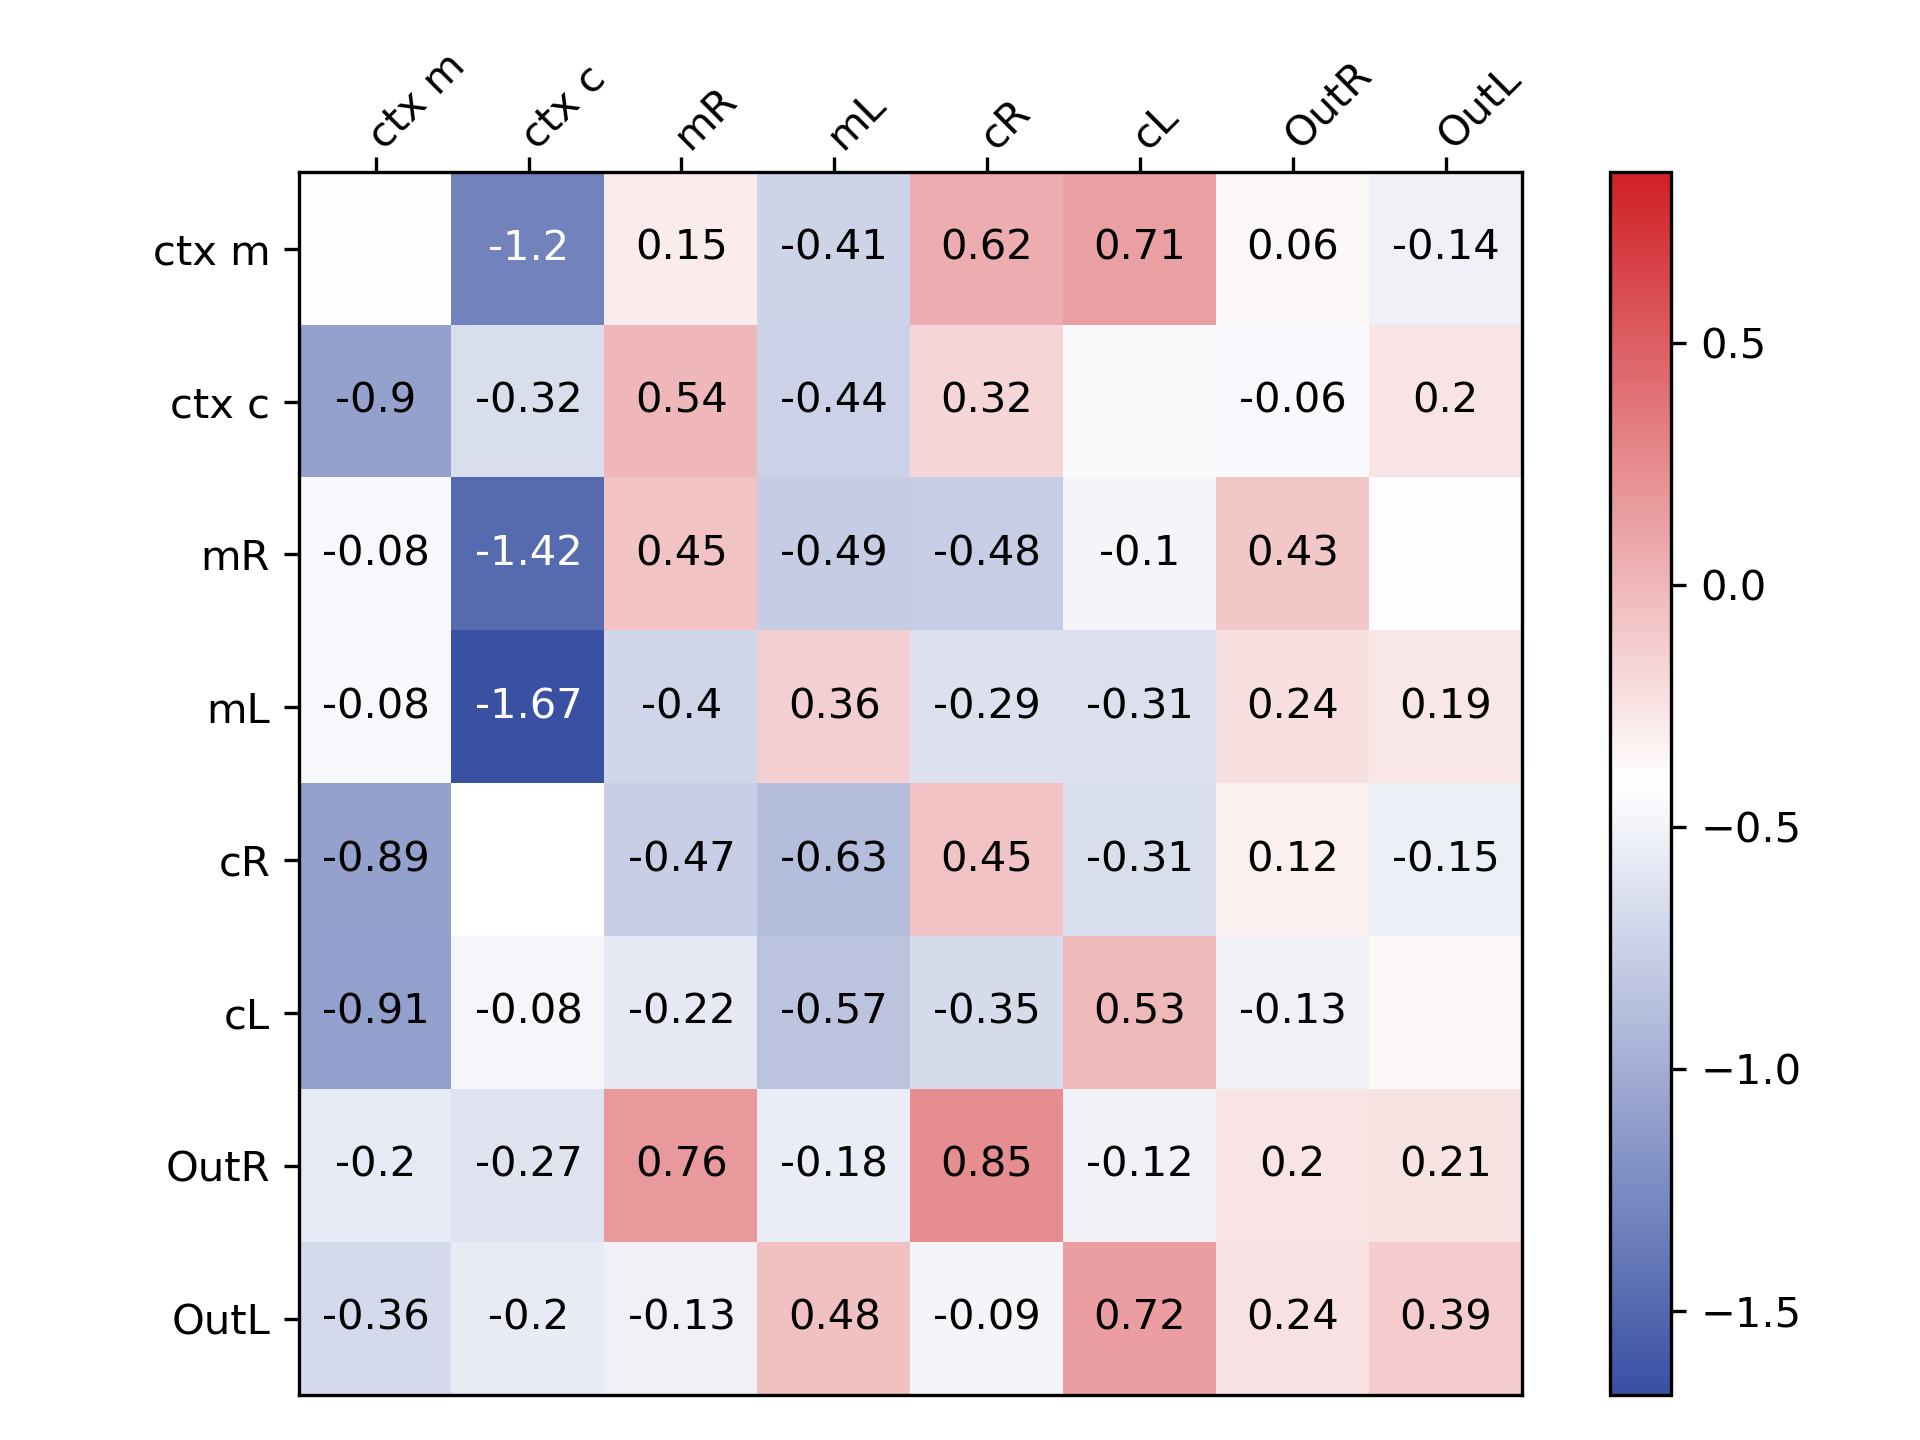 ctx m ctx c mR mL cR cL OutR OutL
ctx m -1.2 0.15 -0.41 0.62 0.71 0.06 -0.14
0.5
ctx c -0.9 -0.32 0.54 -0.44 0.32 -0.06 0.2
mR -0.08 -1.42 0.45 -0.49 -0.48 -0.1 0.43
0.0
mL -0.08 -1.67 -0.4 0.36 -0.29 -0.31 0.24 0.19
−0.5
cR -0.89 -0.47 -0.63 0.45 -0.31 0.12 -0.15
cL -0.91 -0.08 -0.22 -0.57 -0.35 0.53 -0.13
−1.0
OutR -0.2 -0.27 0.76 -0.18 0.85 -0.12 0.2 0.21
OutL -0.36 -0.2 -0.13 0.48 -0.09 0.72 0.24 0.39
−1.5